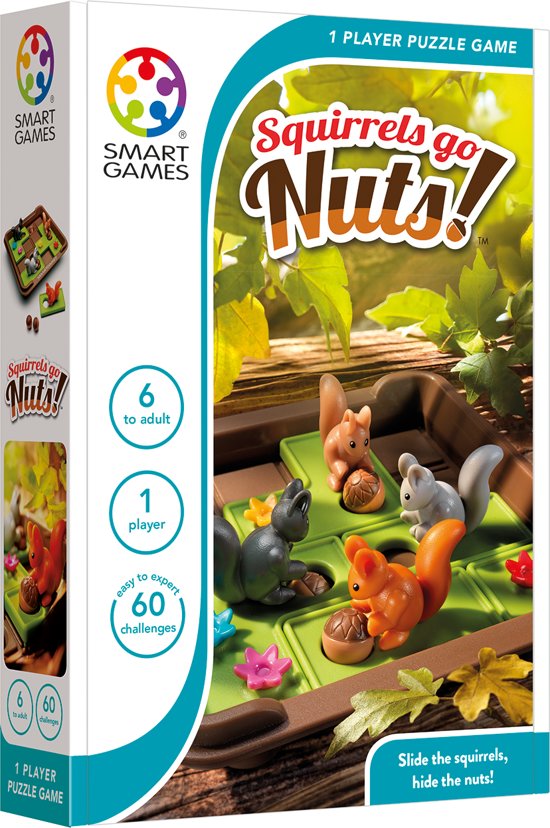 SMART
GAMES
®
Squirrels go
Nuts!
6
to adult
60
challenges
1 PLAYER
PUZZLE GAME
1 PLAYER PUZZLE GAME
SMART
GAMES
®
Squirrels go
Nuts!
™
6
to adult
1
player
easy to expert
60
challenges
Slide the squirrels,
hide the nuts!